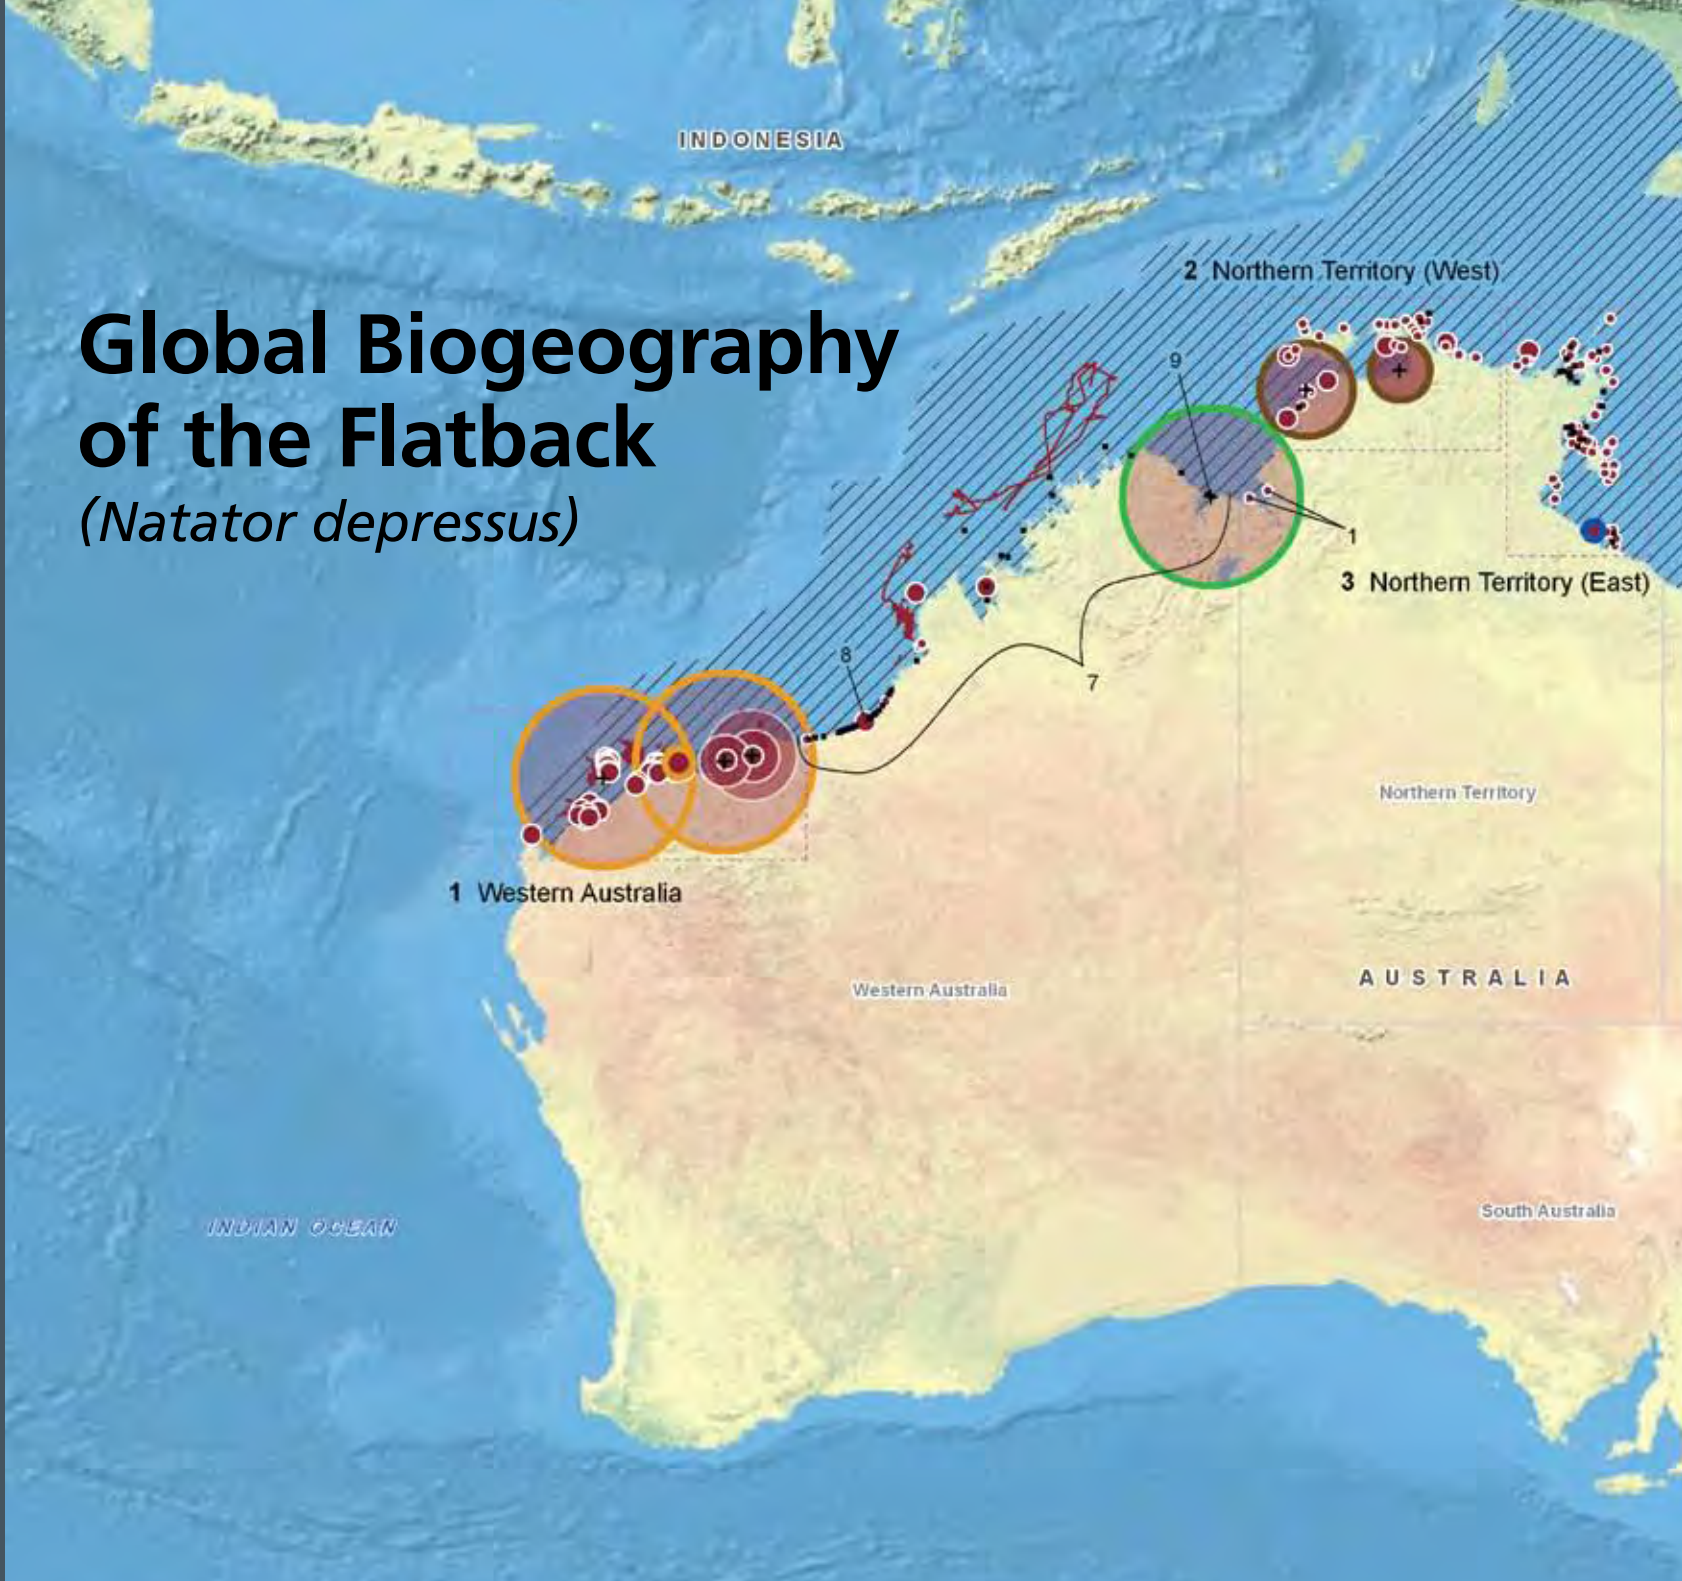 INDONESIA
2 Northern Territory (West)
Global Biogeography
of the Flatback
(Natator depressus)
9
1
3 Northern Territory (East)
8
7
Northern Territory
1 Western Australia
AUSTRALIA
Western Australia
South Australia
INDIAN OCEAN